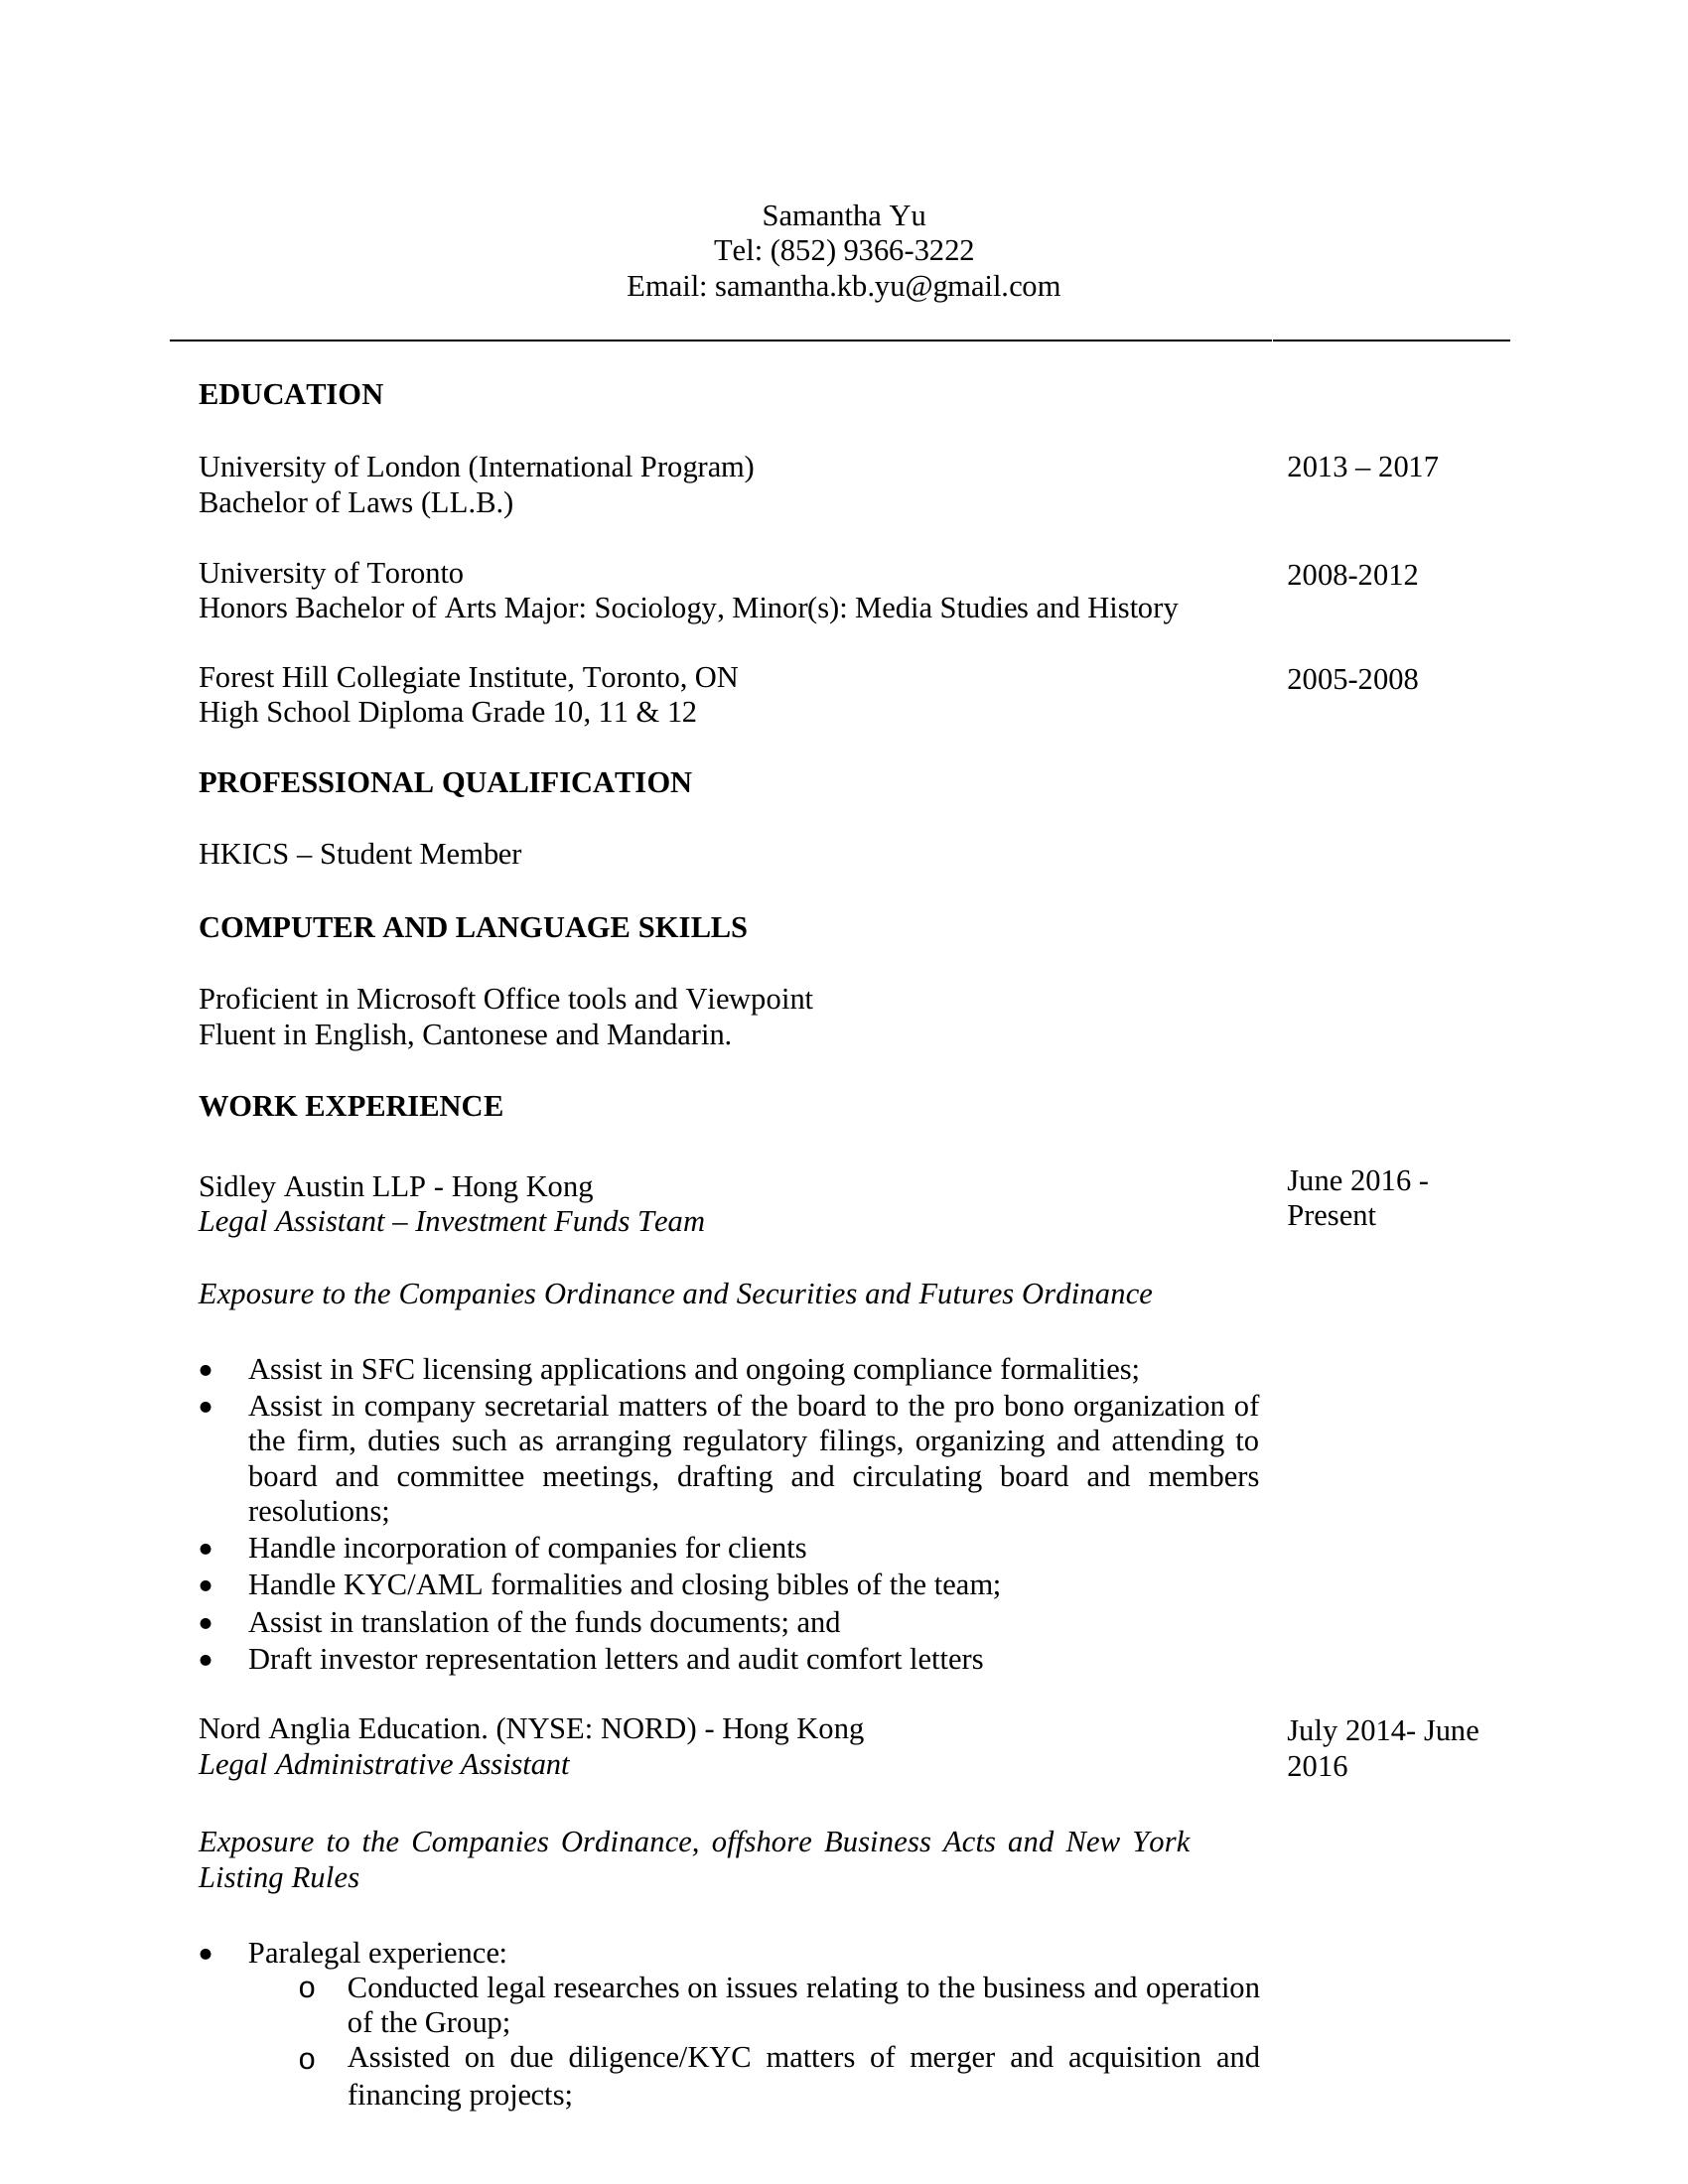 Samantha Yu
Tel: (852) 9366-3222
Email: samantha.kb.yu@gmail.com
EDUCATION
University of London (International Program) 2013 – 2017
Bachelor of Laws (LL.B.)
University of Toronto 2008-2012
Honors Bachelor of Arts Major: Sociology, Minor(s): Media Studies and History
Forest Hill Collegiate Institute, Toronto, ON 2005-2008
High School Diploma Grade 10, 11 & 12
PROFESSIONAL QUALIFICATION
HKICS – Student Member
COMPUTER AND LANGUAGE SKILLS
Proficient in Microsoft Office tools and Viewpoint
Fluent in English, Cantonese and Mandarin.
WORK EXPERIENCE
Sidley Austin LLP - Hong Kong June 2016 -
Legal Assistant – Investment Funds Team Present
Exposure to the Companies Ordinance and Securities and Futures Ordinance
• Assist in SFC licensing applications and ongoing compliance formalities;
• Assist in company secretarial matters of the board to the pro bono organization of
the firm, duties such as arranging regulatory filings, organizing and attending to
board and committee meetings, drafting and circulating board and members
resolutions;
• Handle incorporation of companies for clients
• Handle KYC/AML formalities and closing bibles of the team;
• Assist in translation of the funds documents; and
• Draft investor representation letters and audit comfort letters
Nord Anglia Education. (NYSE: NORD) - Hong Kong July 2014- June
Legal Administrative Assistant 2016
Exposure to the Companies Ordinance, offshore Business Acts and New York
Listing Rules
• Paralegal experience:
o Conducted legal researches on issues relating to the business and operation
of the Group;
o Assisted on due diligence/KYC matters of merger and acquisition and
financing projects;